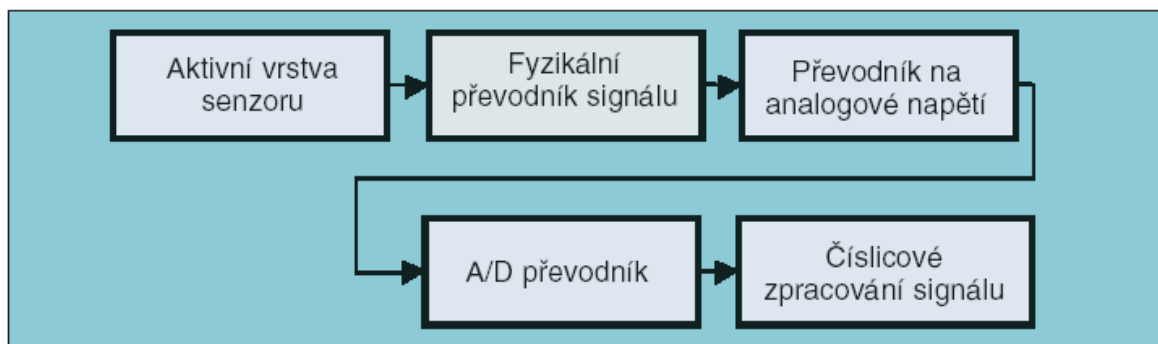 Aktivní vrstva
senzoru
Fyzikální
převodník signálu
Převodník na
analogové napětí
A/D převodník
Číslicové
zpracování signálu